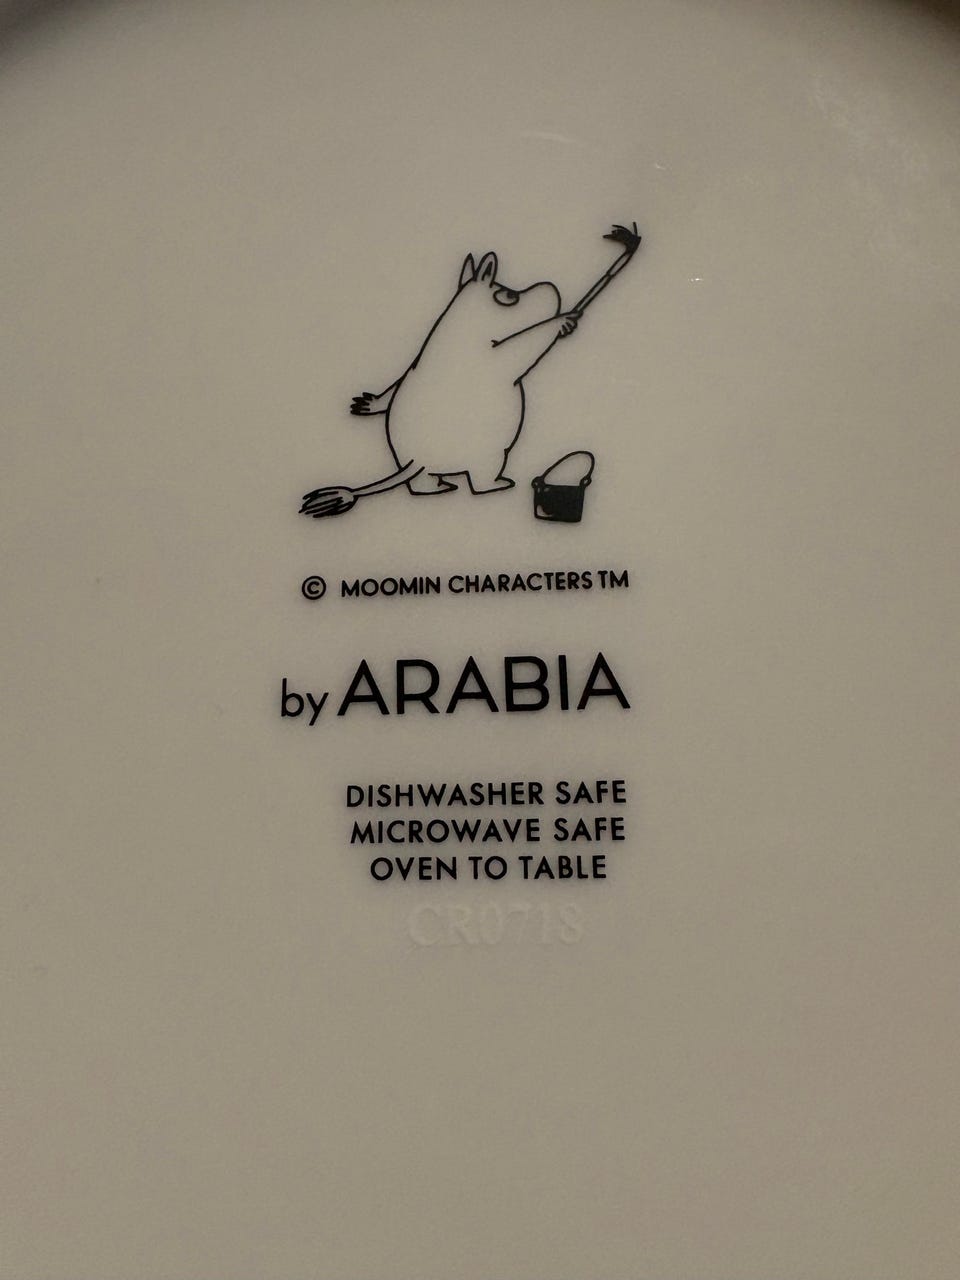 © MOOMIN CHARACTERS TM
by ARABIA
DISHWASHER SAFE
MICROWAVE SAFE
OVEN TO TABLE
CR0718